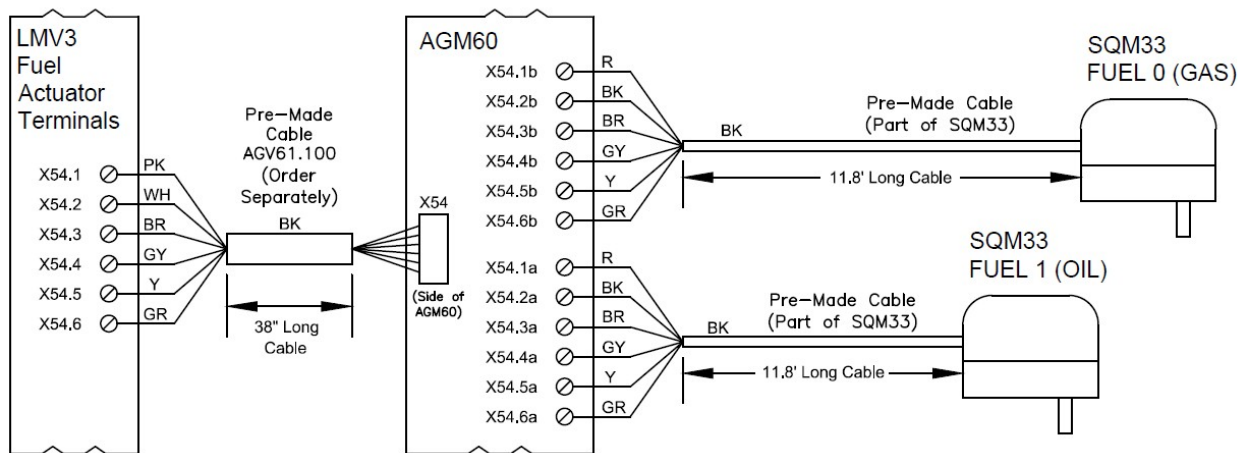 LMV3
Fuel
Actuator
Terminals
X54.1
PK
X54.2
WH
X54.3
BR
X54.4
GY
X54.5
Y
X54.6
GR
Pre-Made
Cable
AGV61.100
(Order
Separately)
BK
38" Long
Cable
AGM60
X54
(Side of
AGM60)
X54.1b
R
X54.2b
BK
X54.3b
BR
X54.4b
GY
X54.5b
Y
X54.6b
GR
BK
Pre-Made Cable
(Part of SQM33)
11.8' Long Cable
SQM33
FUEL 0 (GAS)
X54.1a
R
X54.2a
BK
X54.3a
BR
X54.4a
GY
X54.5a
Y
X54.6a
GR
BK
Pre-Made Cable
(Part of SQM33)
11.8' Long Cable
SQM33
FUEL 1 (OIL)